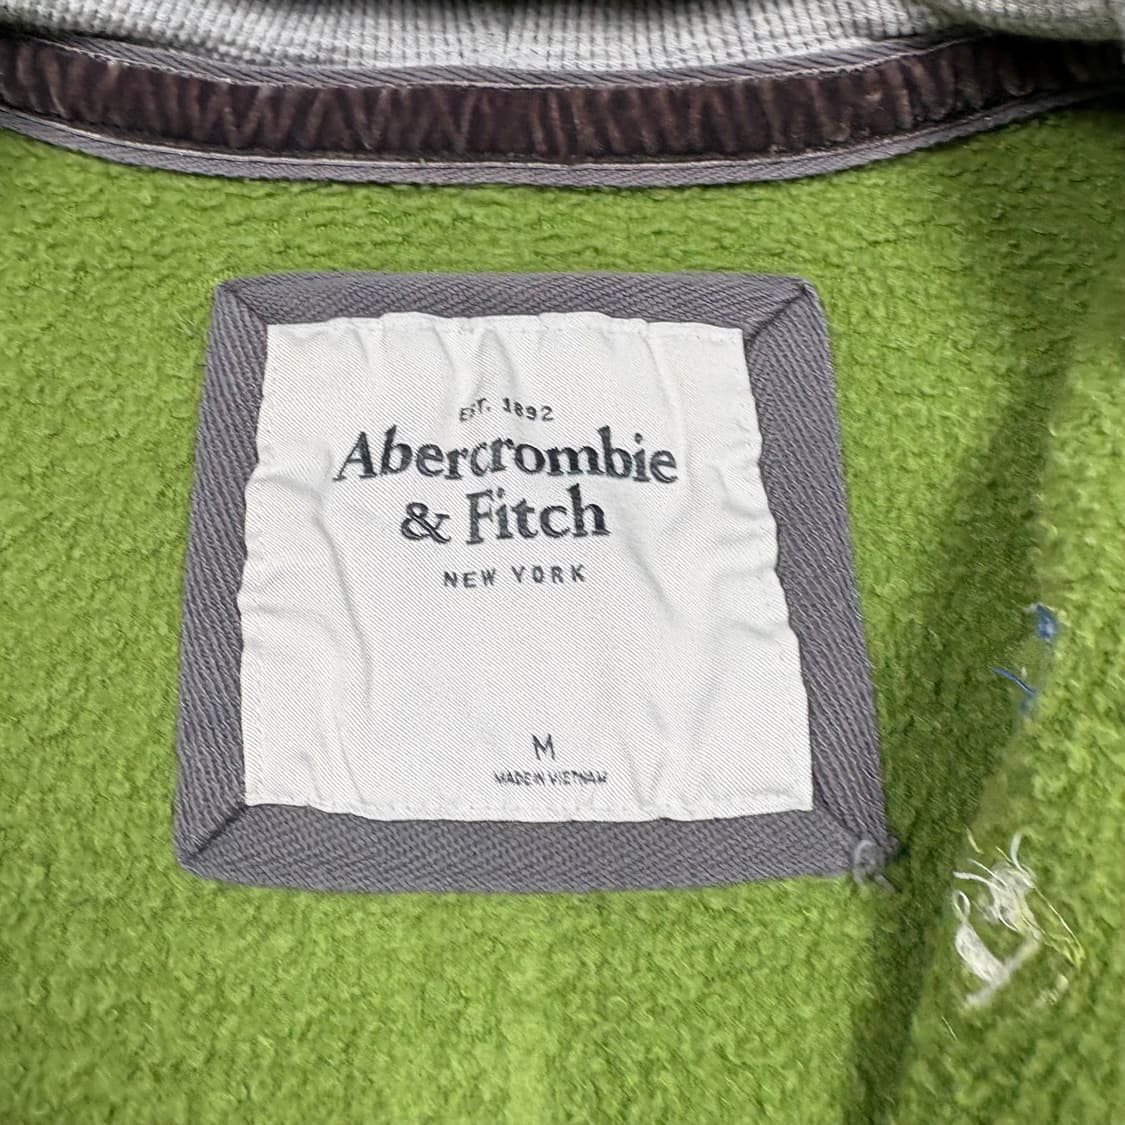 EST. 1892
Abercrombie
& Fitch
NEW YORK
M
MADE IN VIETNAM